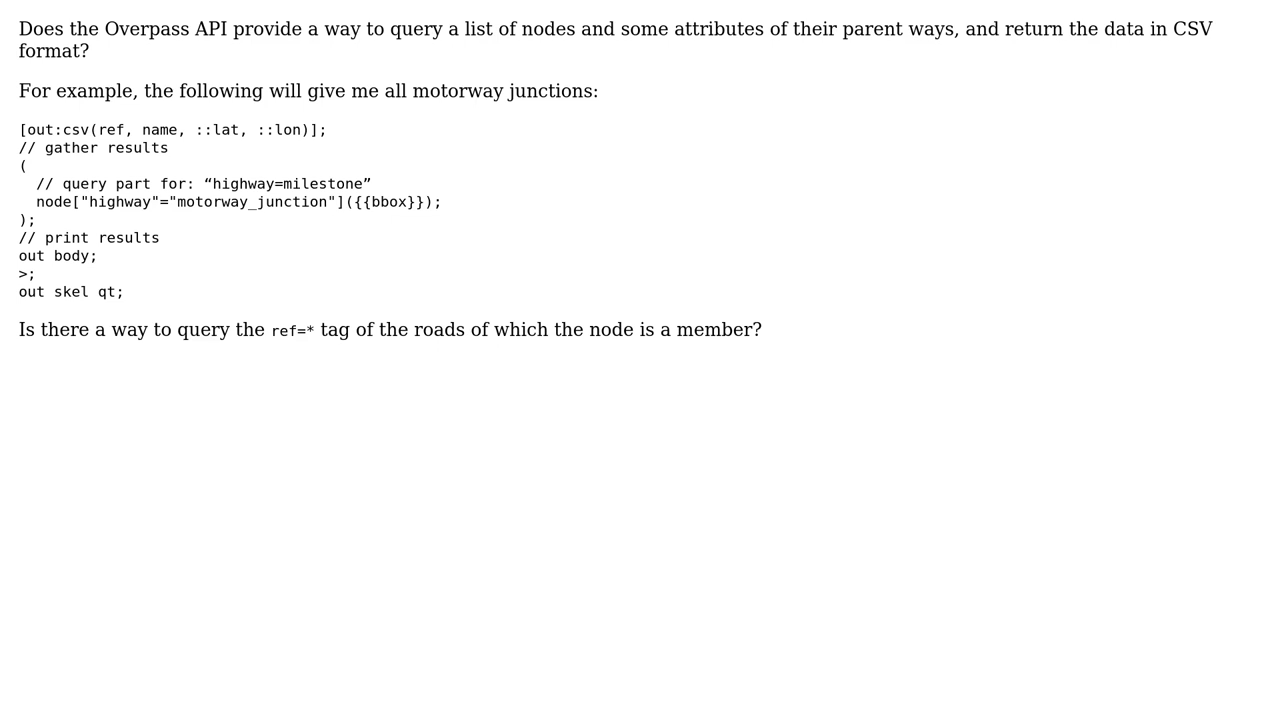 Does the Overpass API provide a way to query a list of nodes and some attributes of their parent ways, and return the data in CSV
format?
For example, the following will give me all motorway junctions:
[out:csv(ref, name, ::lat, ::lon)];
// gather results
(
  // query part for: “highway=milestone”
  node["highway"="motorway_junction"]({{bbox}});
);
// print results
out body;
>;
out skel qt;
Is there a way to query the ref=* tag of the roads of which the node is a member?